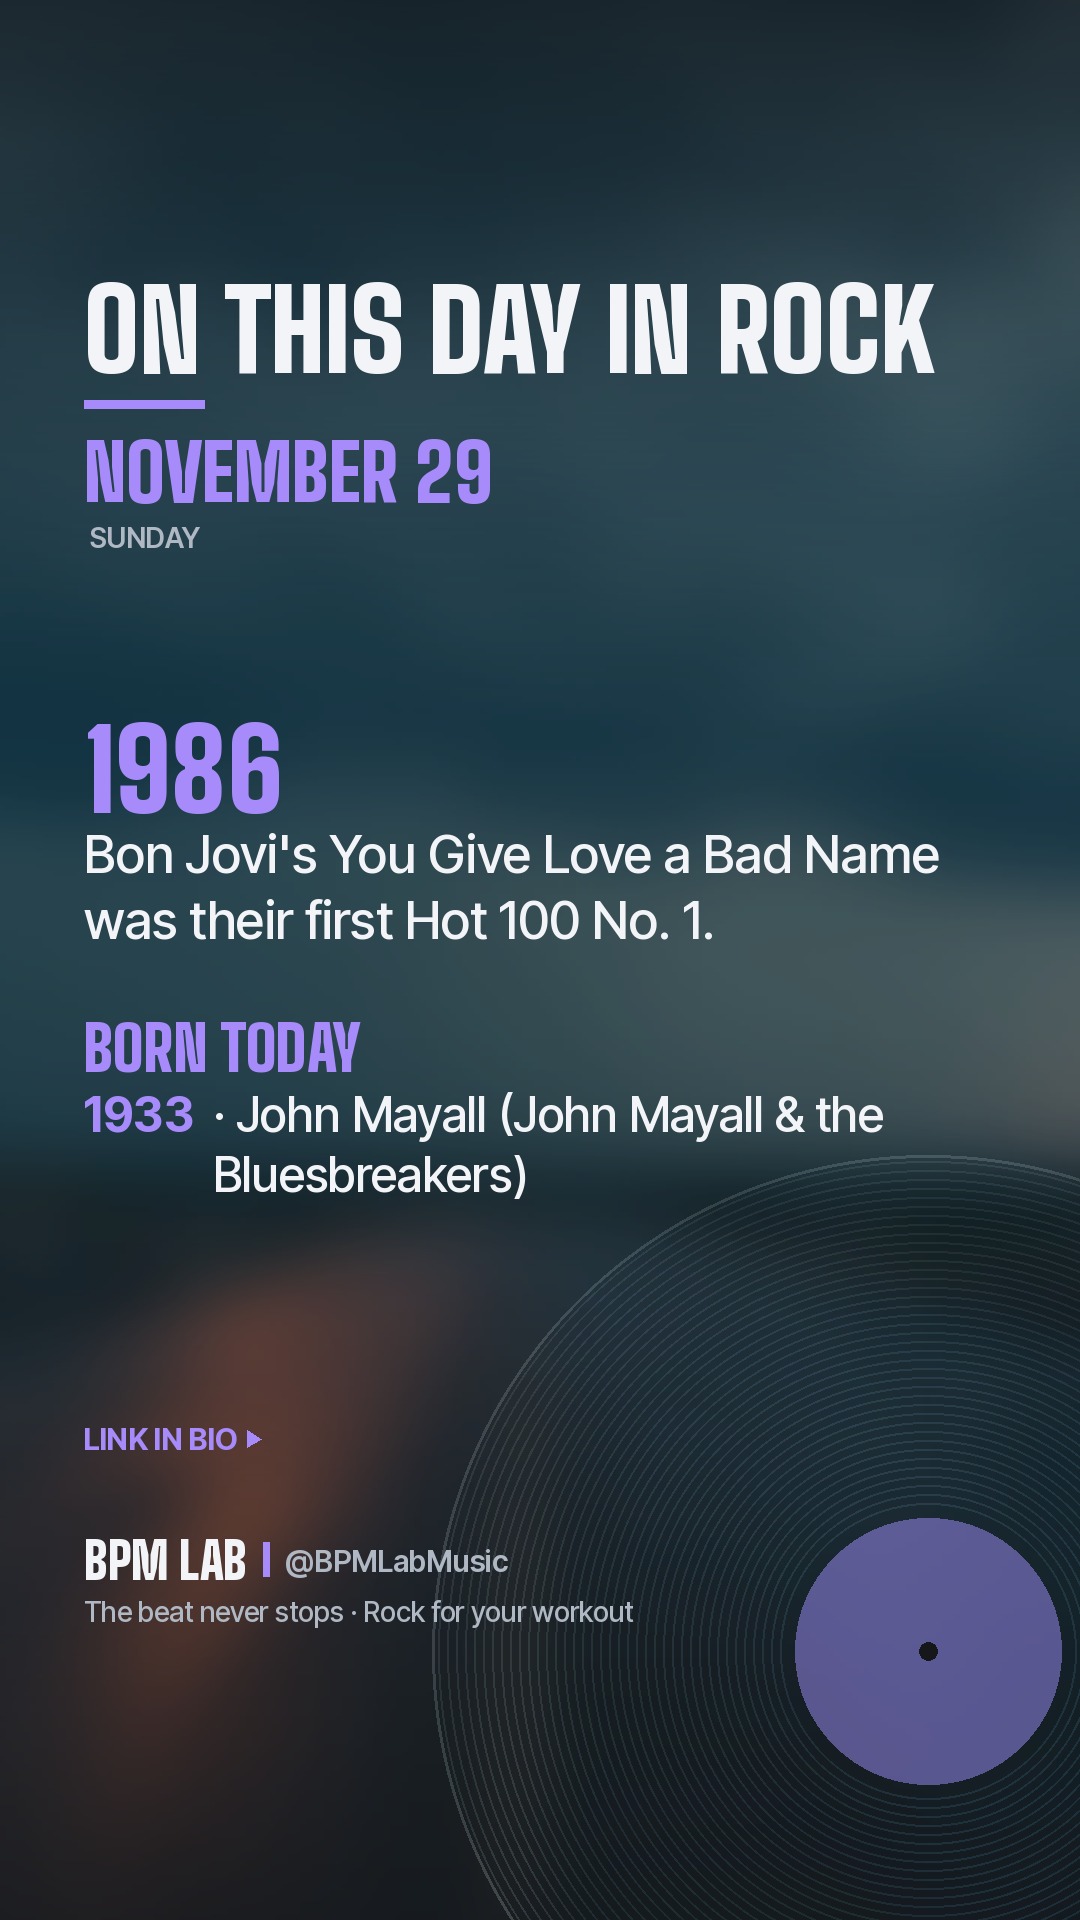 ON THIS DAY IN ROCK
NOVEMBER 29
SUNDAY
1986
Bon Jovi's You Give Love a Bad Name
was their first Hot 100 No. 1.
BORN TODAY
1933 · John Mayall (John Mayall & the
Bluesbreakers)
LINK IN BIO ▶
BPM LAB | @BPMLabMusic
The beat never stops · Rock for your workout